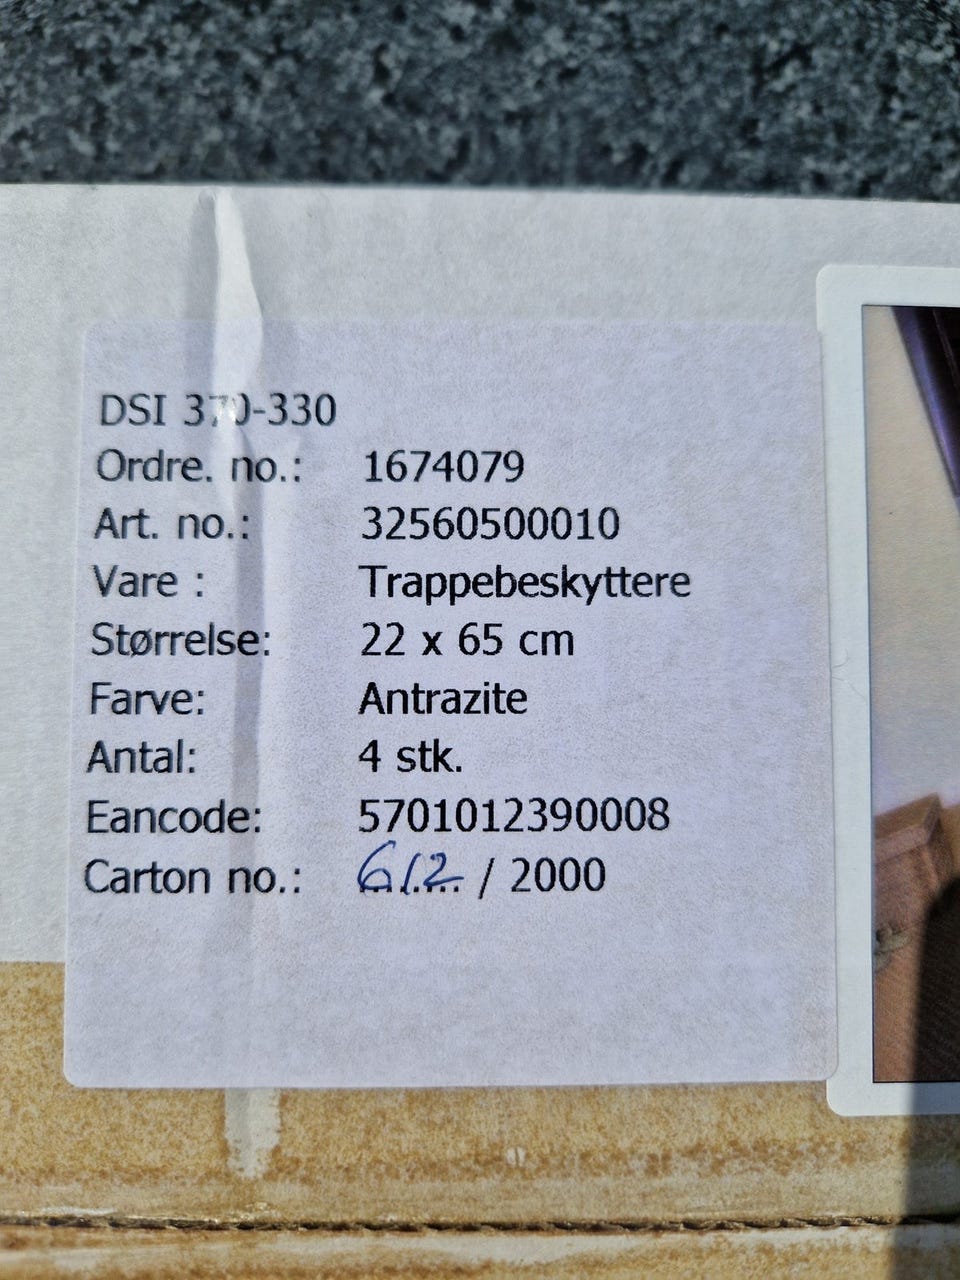 DSI 370-330
Ordre. no.: 1674079
Art. no.: 32560500010
Vare : Trappebeskyttere
Størrelse: 22 x 65 cm
Farve: Antrazite
Antal: 4 stk.
Eancode: 5701012390008
Carton no.: 612 / 2000